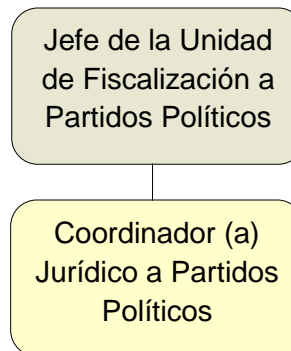 Jefe de la Unidad
de Fiscalización a
Partidos Políticos
Coordinador (a)
Jurídico a Partidos
Políticos